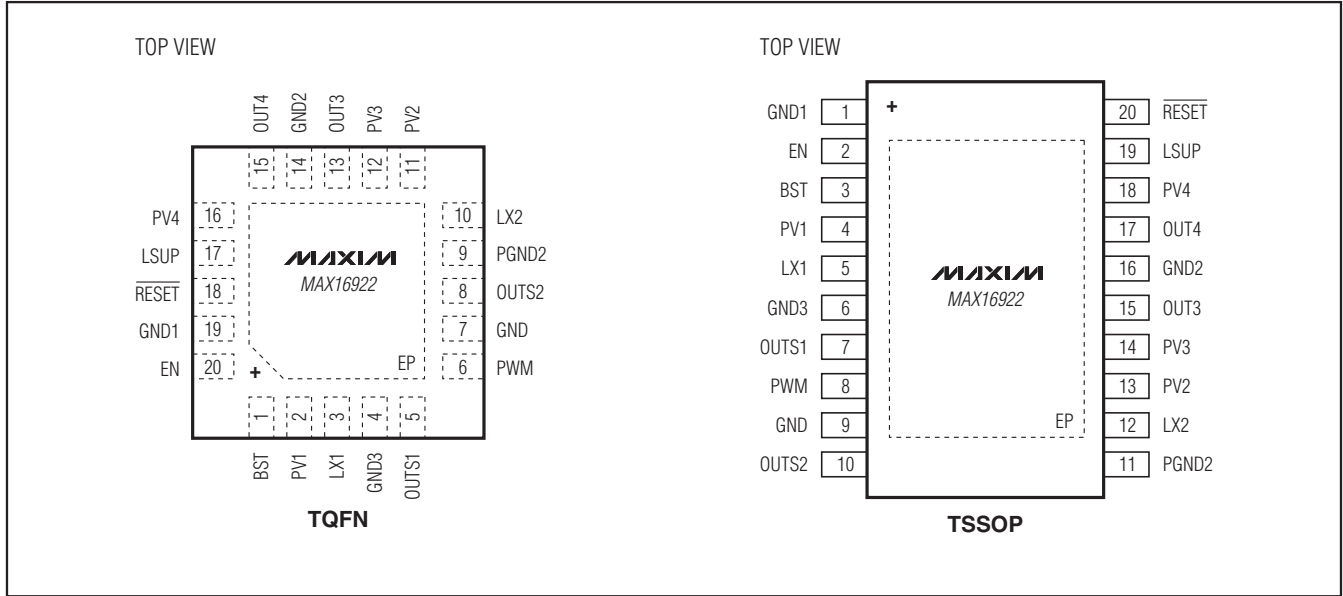 TOP VIEW
OUT4
GND2
OUT3
PV3
PV2
15
14
13
12
11
PV4 16
LSUP 17
RESET 18
GND1 19
EN 20
10 LX2
9 PGND2
8 OUTS2
7 GND
6 PWM
MAXIM
MAX16922
EP
+
1
2
3
4
5
BST
PV1
LX1
GND3
OUTS1
TQFN
TOP VIEW
+
GND1 1
EN 2
BST 3
PV1 4
LX1 5
GND3 6
OUTS1 7
PWM 8
GND 9
OUTS2 10
MAXIM
MAX16922
EP
20 RESET
19 LSUP
18 PV4
17 OUT4
16 GND2
15 OUT3
14 PV3
13 PV2
12 LX2
11 PGND2
TSSOP